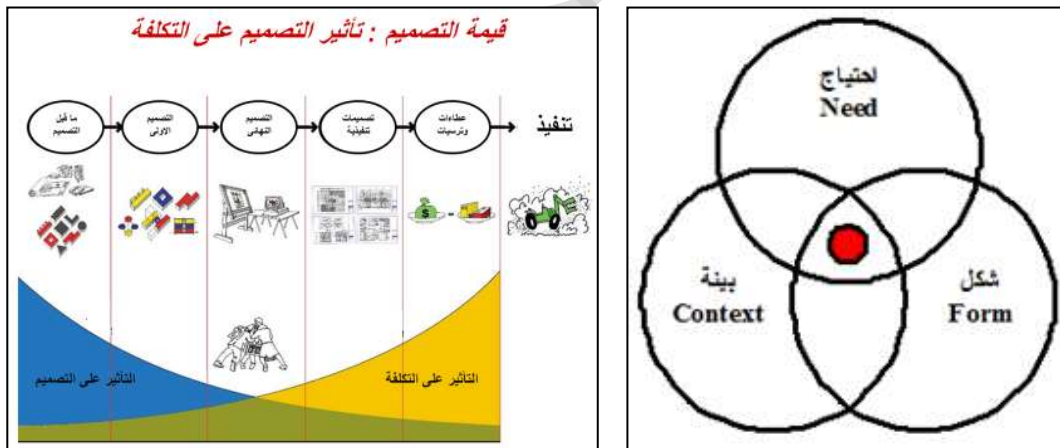 قيمة التصميم : تأثير التصميم على التكلفة
ما قبل
التصميم
التصميم
الاولى
التصميم
النهائى
تصميمات
تنفيذية
عطاءات
وترسيات
تنفيذ
$
التأثير على التصميم
التأثير على التكلفة
احتياج
Need
بيئة
Context
شكل
Form